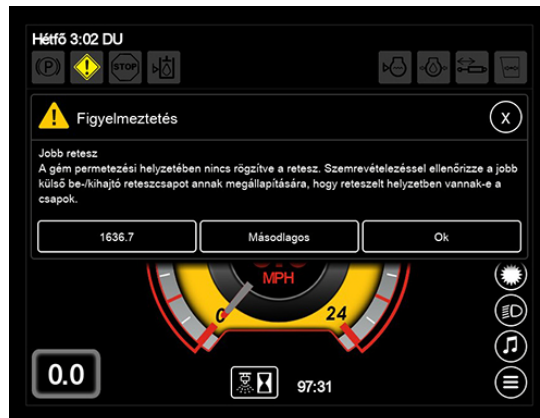 Hétfő 3:02 DU
(P)
STOP
Figyelmeztetés
X
Jobb retesz
A gém permetezési helyzetében nincs rögzítve a retesz. Szemrevételezéssel ellenőrizze a jobb
külső be-/kihajtó reteszcsapot annak megállapítására, hogy reteszelt helyzetben vannak-e a
csapok.
1636.7
Másodlagos
Ok
MPH
0
24
0.0
97:31